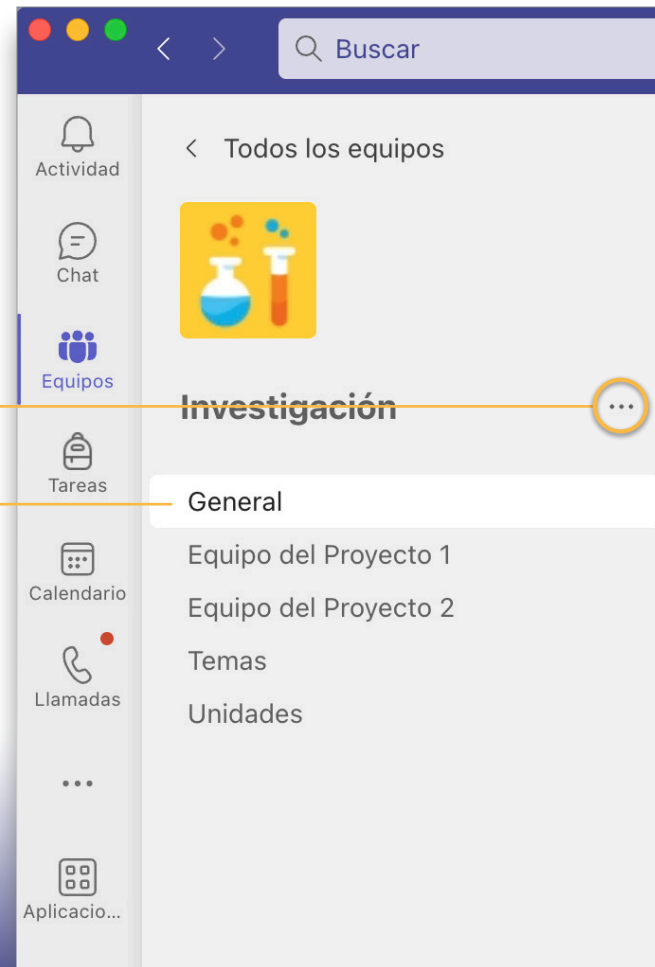 Buscar
Actividad
Chat
Equipos
Tareas
Calendario
Llamadas
Aplicacio...
Todos los equipos
Investigación
General
Equipo del Proyecto 1
Equipo del Proyecto 2
Temas
Unidades